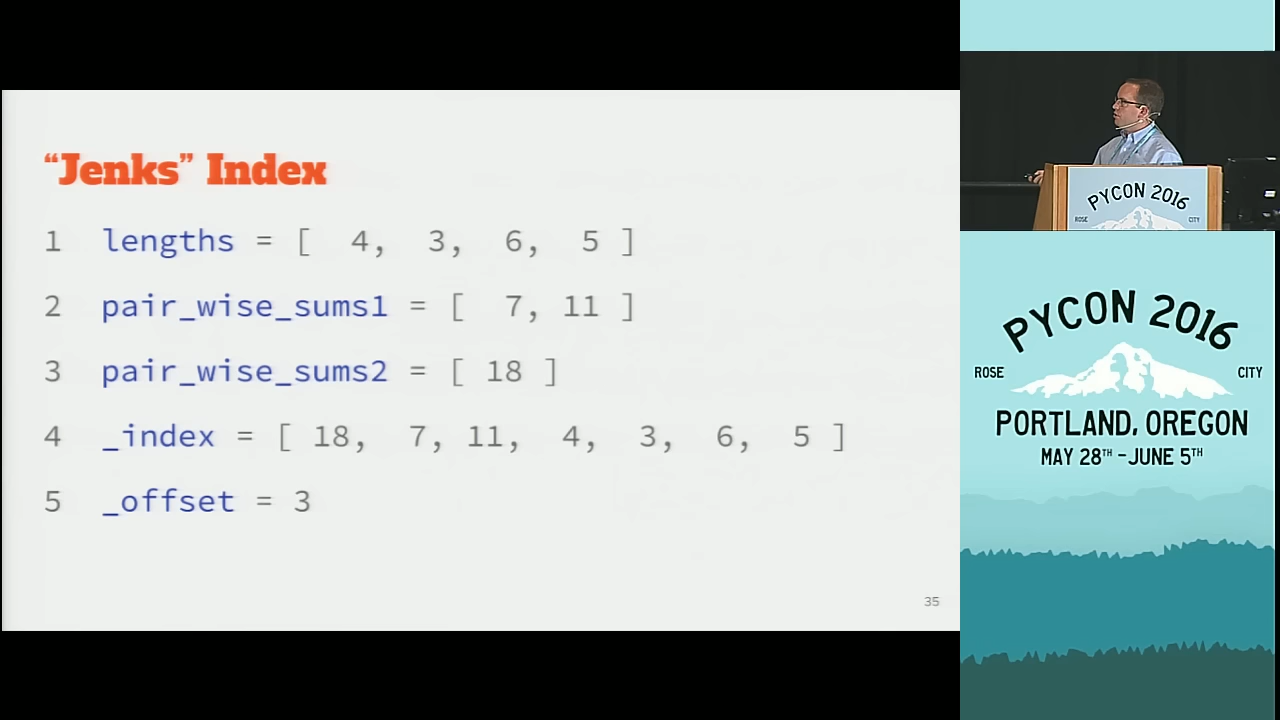 “Jenks” Index
1 lengths = [ 4, 3, 6, 5 ]
2 pair_wise_sums1 = [ 7, 11 ]
3 pair_wise_sums2 = [ 18 ]
4 _index = [ 18, 7, 11, 4, 3, 6, 5 ]
5 _offset = 3
35
PYCON 2016
ROSE CITY
PYCON 2016
ROSE CITY
PORTLAND, OREGON
MAY 28TH – JUNE 5TH